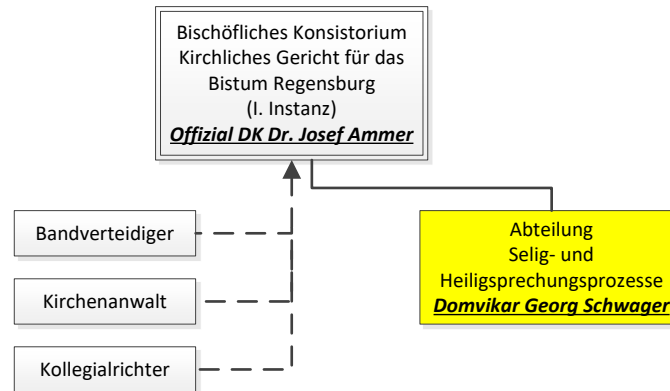 Bischöfliches Konsistorium
Kirchliches Gericht für das
Bistum Regensburg
(I. Instanz)
Offizial DK Dr. Josef Ammer
Bandverteidiger
Kirchenanwalt
Kollegialrichter
Abteilung
Selig- und
Heiligsprechungsprozesse
Domvikar Georg Schwager